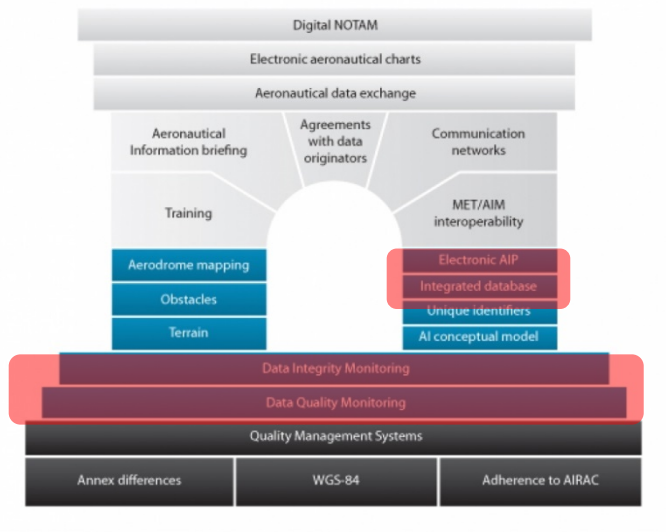 Digital NOTAM
Electronic aeronautical charts
Aeronautical data exchange
Aeronautical
Information briefing
Agreements
with data
originators
Communication
networks
Training
MET/AIM
interoperability
Aerodrome mapping
Obstacles
Terrain
Electronic AIP
Integrated database
Unique identifiers
AI conceptual model
Data Integrity Monitoring
Data Quality Monitoring
Quality Management Systems
Annex differences
WGS-84
Adherence to AIRAC